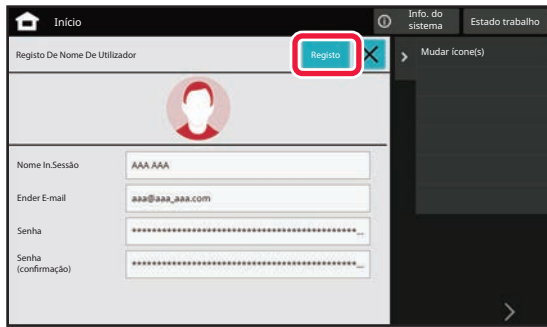 Início
Info. do
sistema
Estado trabalho
Registo De Nome De Utilizador
Registo
Mudar ícone(s)
Nome In.Sessão
AAA AAA
Ender E-mail
aaa@aaa_aaa.com
Senha
************************************************...
Senha
(confirmação)
************************************************...